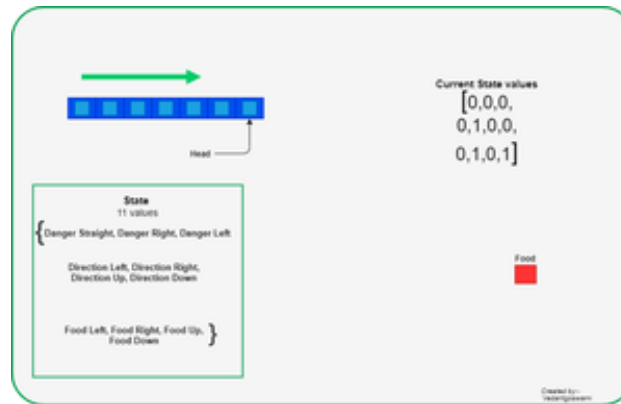 Current State values
[0,0,0,
0,1,0,0,
0,1,0,1]
Head
State
11 values
{Danger Straight, Danger Right, Danger Left
Direction Left, Direction Right,
Direction Up, Direction Down
Food Left, Food Right, Food Up,
Food Down }
Food
Created by:-